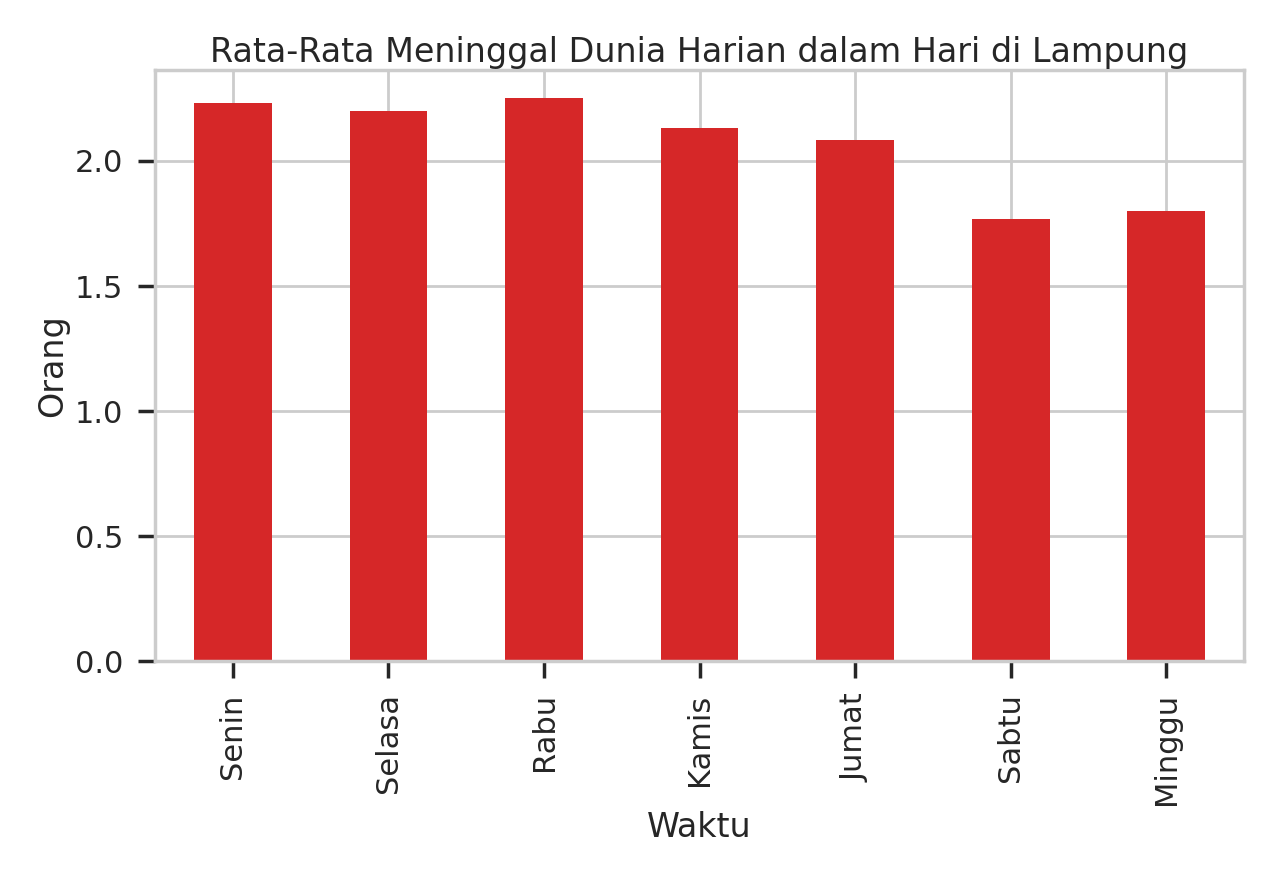 Rata-Rata Meninggal Dunia Harian dalam Hari di Lampung
Orang
2.0
1.5
1.0
0.5
0.0
Senin
Selasa
Rabu
Kamis
Jumat
Sabtu
Minggu
Waktu